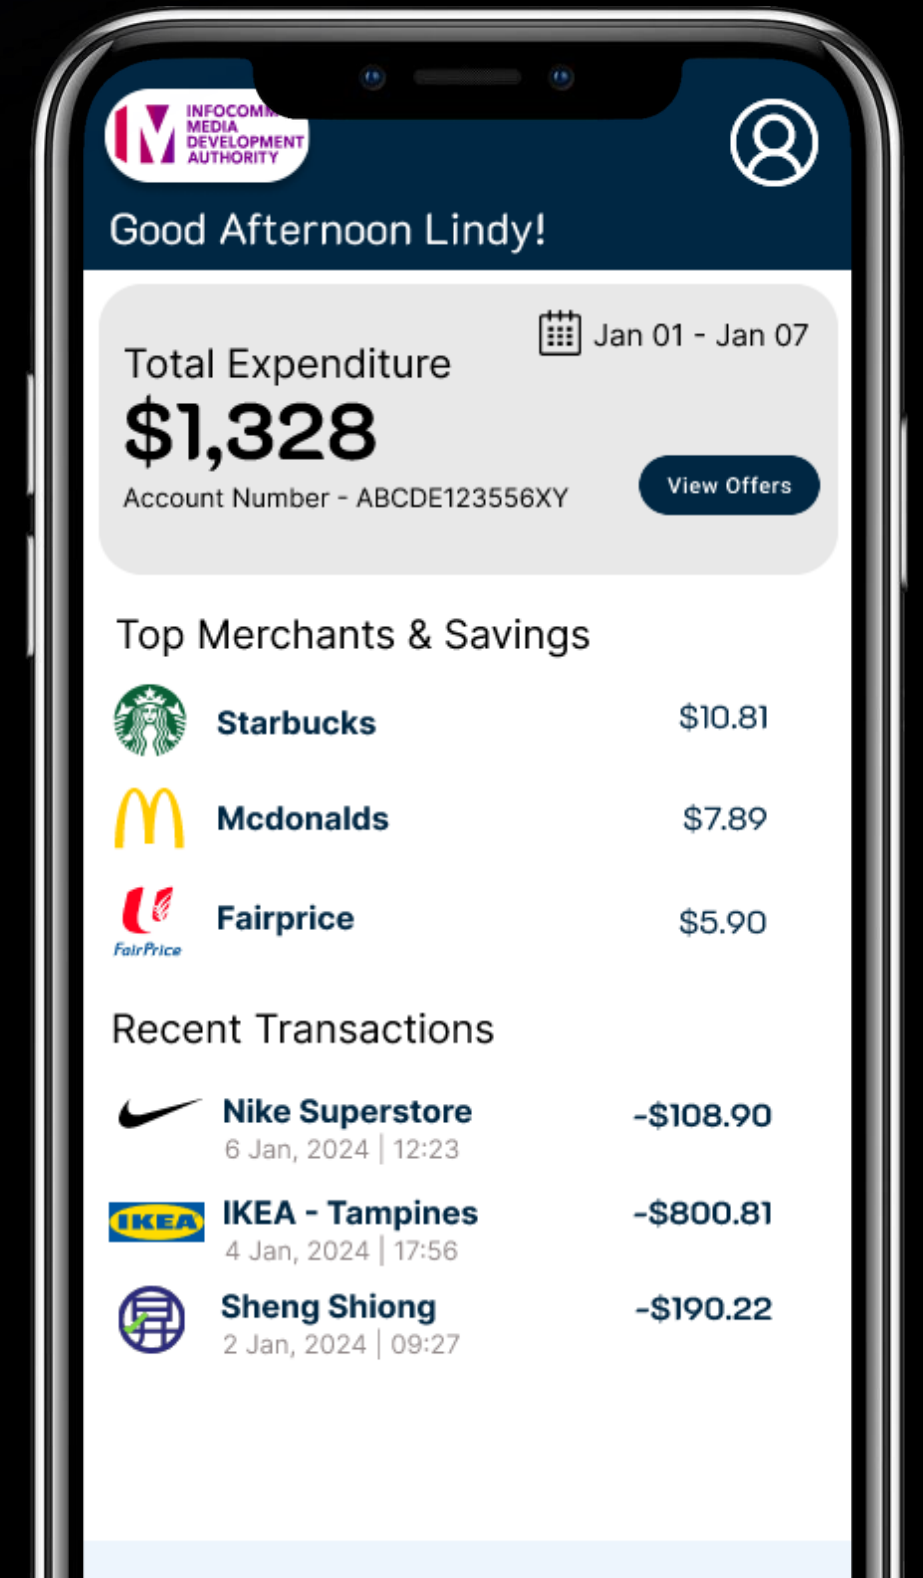 INFOCOMM
MEDIA
DEVELOPMENT
AUTHORITY
Good Afternoon Lindy!
Jan 01 - Jan 07
Total Expenditure
$1,328
Account Number - ABCDE123556XY
View Offers
Top Merchants & Savings
Starbucks $10.81
Mcdonalds $7.89
FairPrice
Fairprice $5.90
Recent Transactions
Nike Superstore -$108.90
6 Jan, 2024 | 12:23
IKEA
IKEA - Tampines -$800.81
4 Jan, 2024 | 17:56
昇
Sheng Shiong -$190.22
2 Jan, 2024 | 09:27